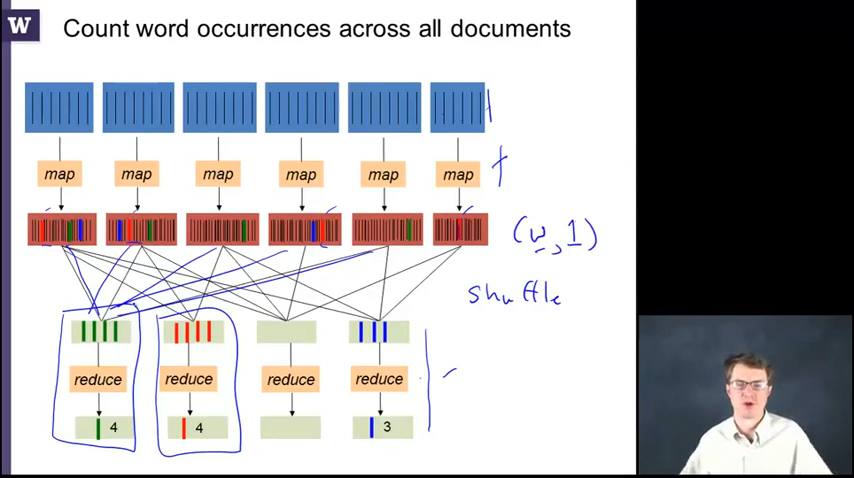 W
Count word occurrences across all documents
map map map map map map
(w, 1)
shuffle
reduce reduce reduce reduce
4 4 3